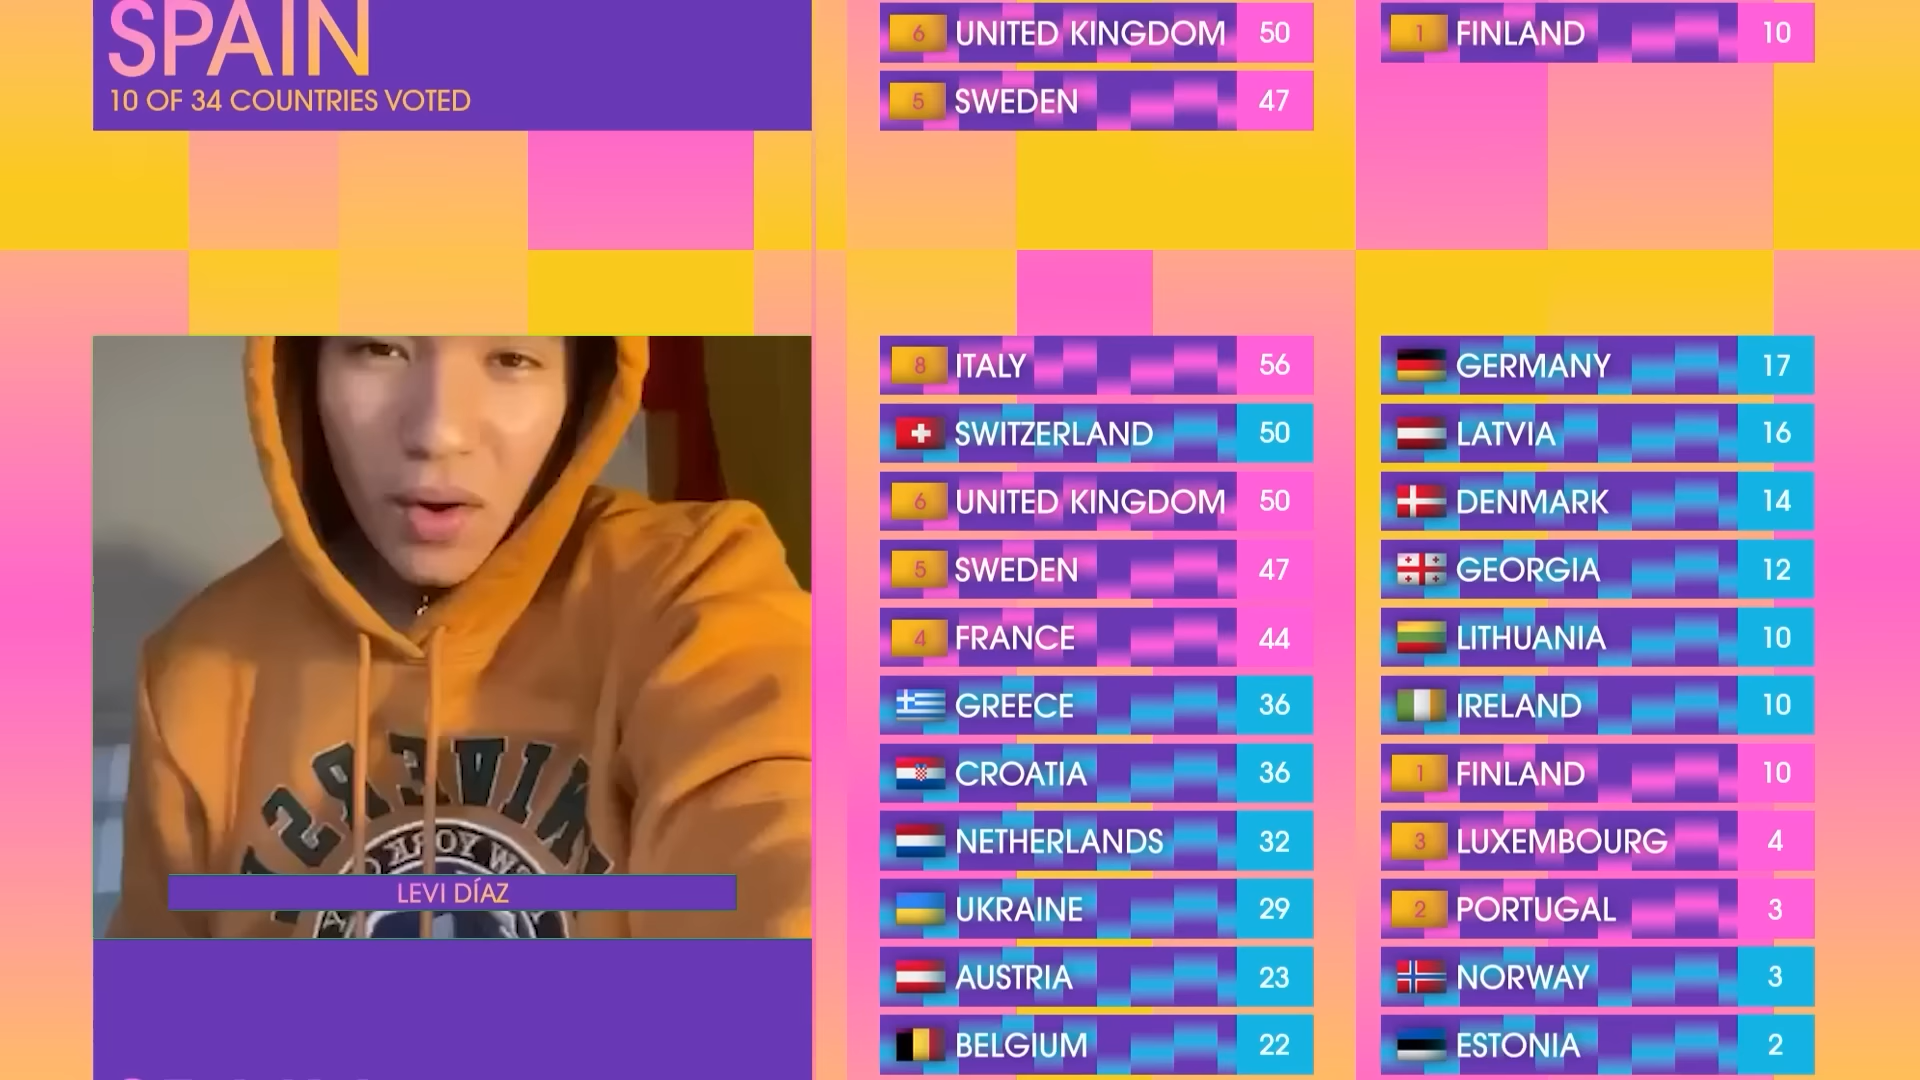 SPAIN
10 OF 34 COUNTRIES VOTED
6 UNITED KINGDOM 50
5 SWEDEN 47
1 FINLAND 10
LEVI DÍAZ
8 ITALY 56
SWITZERLAND 50
6 UNITED KINGDOM 50
5 SWEDEN 47
4 FRANCE 44
GREECE 36
CROATIA 36
NETHERLANDS 32
UKRAINE 29
AUSTRIA 23
BELGIUM 22
GERMANY 17
LATVIA 16
DENMARK 14
GEORGIA 12
LITHUANIA 10
IRELAND 10
1 FINLAND 10
3 LUXEMBOURG 4
2 PORTUGAL 3
NORWAY 3
ESTONIA 2